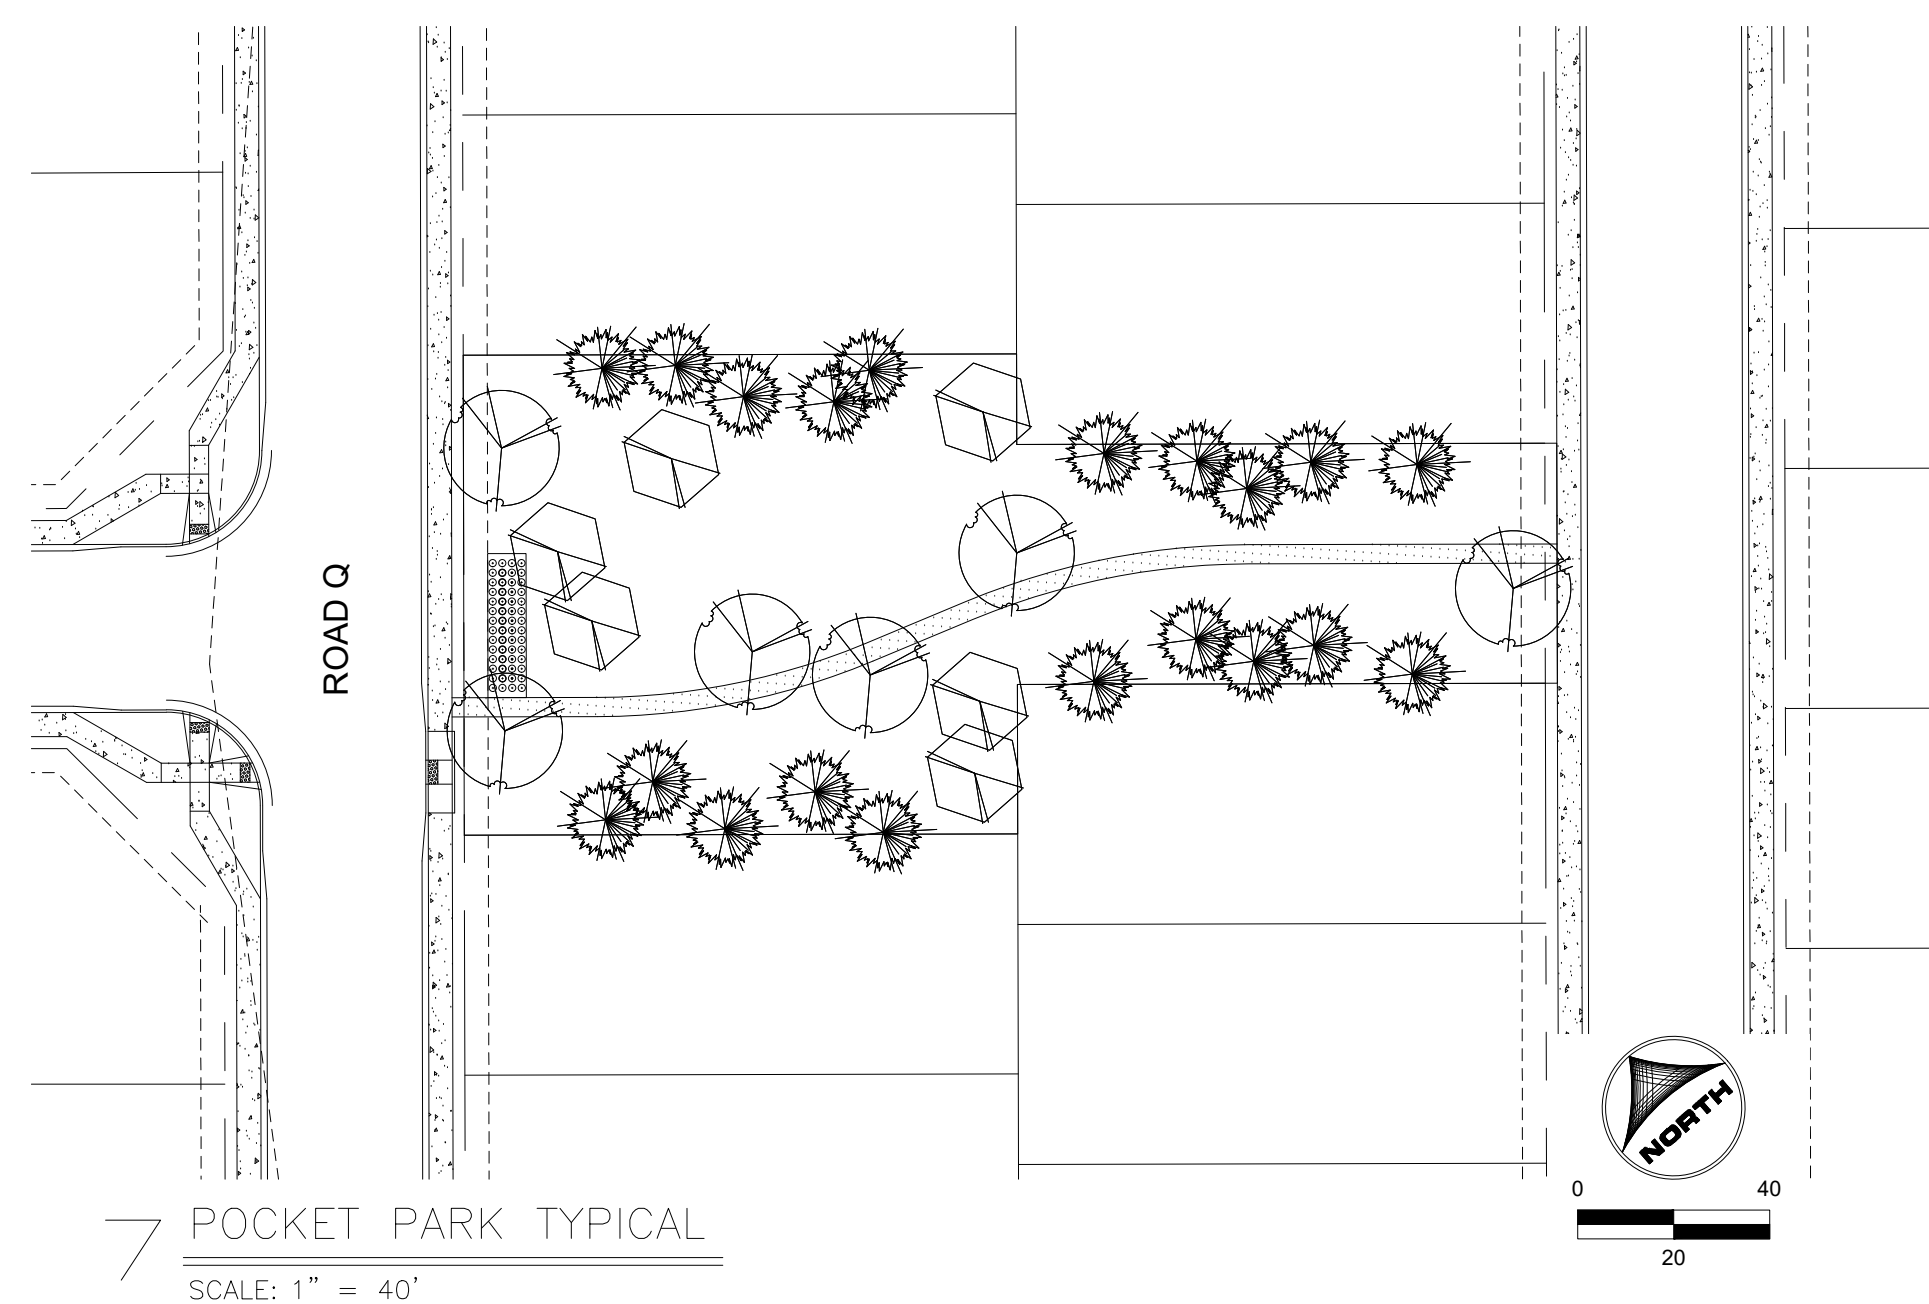 ROAD Q
NORTH
0 40
20
7 POCKET PARK TYPICAL
SCALE: 1” = 40’